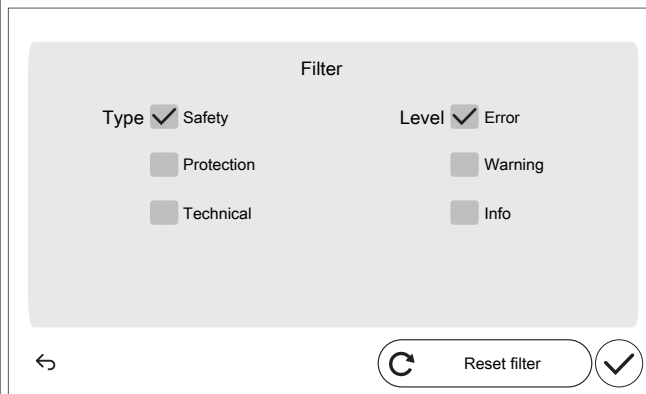 Filter
Type Safety Level Error
Protection Warning
Technical Info
Reset filter